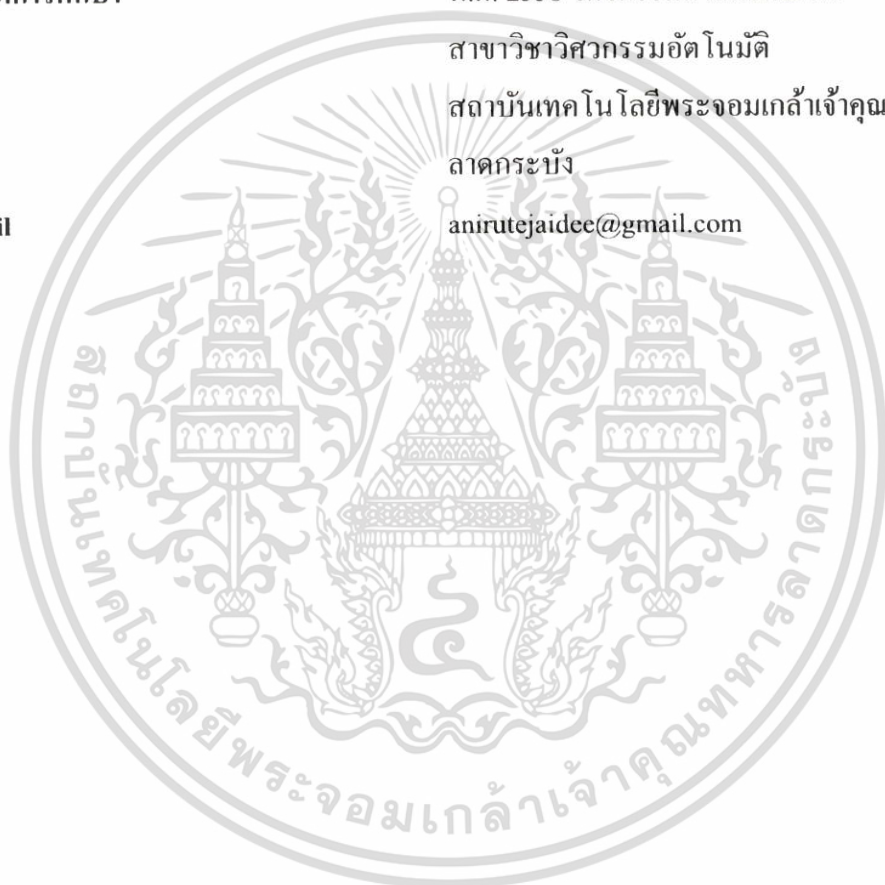 สาขาวิชาวิศวกรรมอัตโนมัติ
สถาบันเทคโนโลยีพระจอมเกล้าเจ้าคุณ
ลาดกระบัง
anirutejaidee@gmail.com
สถาบันเทคโนโลยีพระจอมเกล้าเจ้าคุณทหารลาดกระบัง
๔